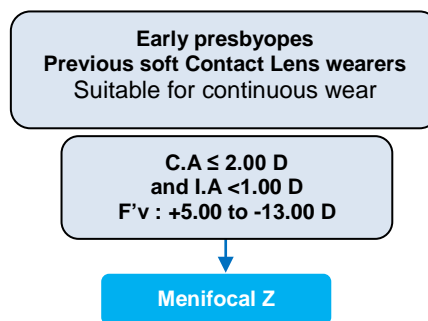 Early presbyopes
Previous soft Contact Lens wearers
Suitable for continuous wear
C.A ≤ 2.00 D
and I.A <1.00 D
F'v : +5.00 to -13.00 D
Menifocal Z